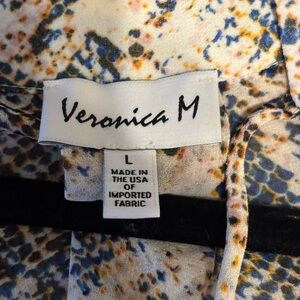 Veronica M
L
MADE IN
THE USA
OF
IMPORTED
FABRIC